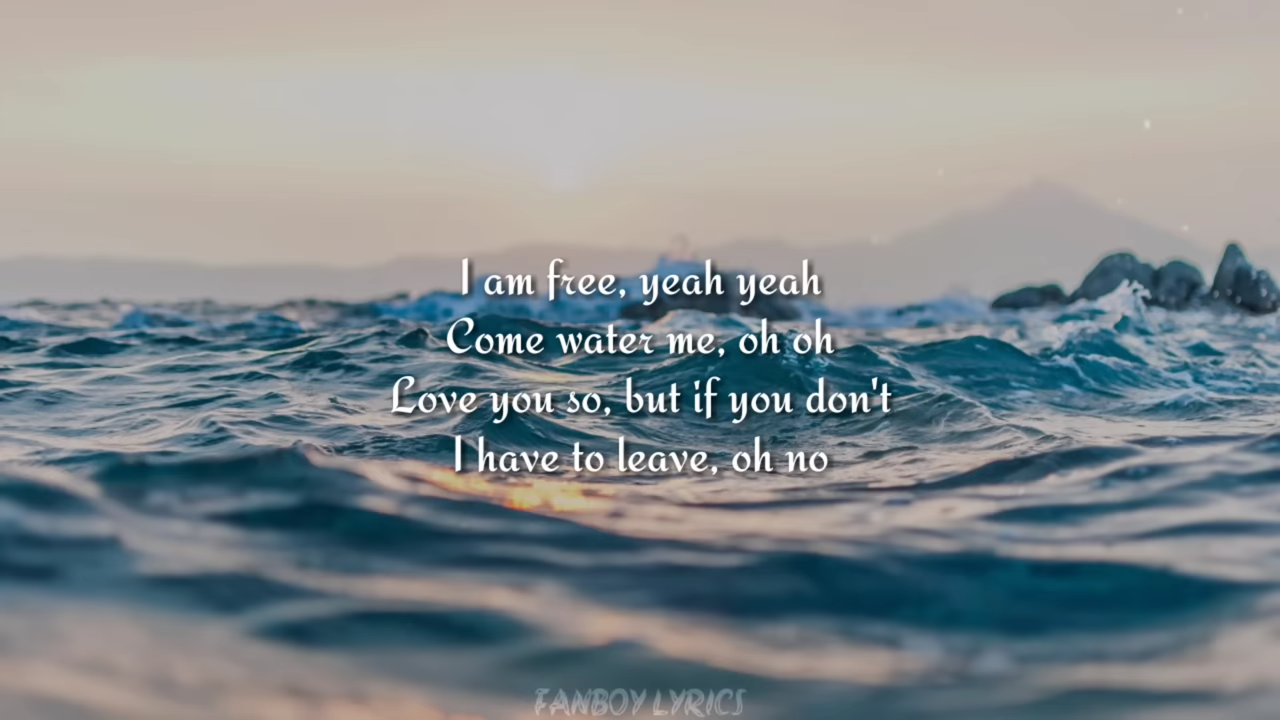 I am free, yeah yeah
Come water me, oh oh
Love you so, but if you don't
I have to leave, oh no
FANBOY LYRICS